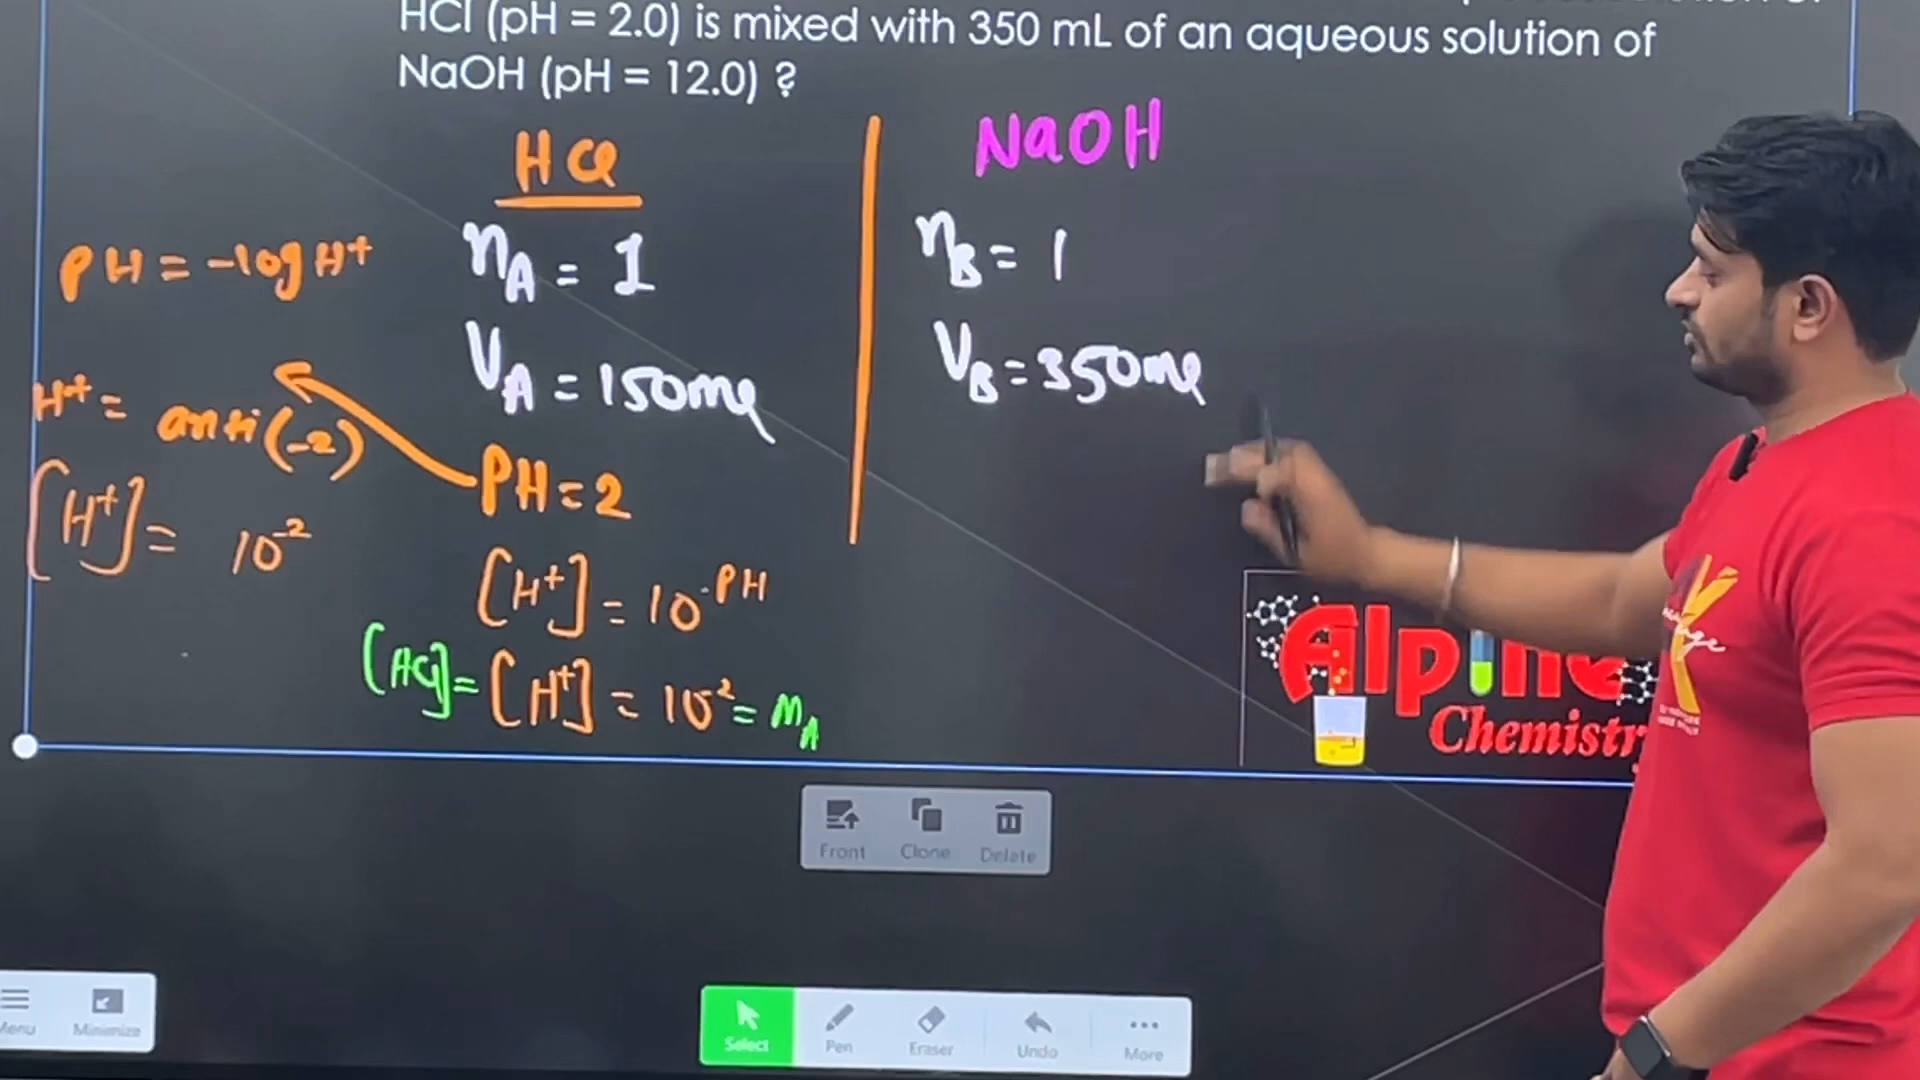 HCl (pH = 2.0) is mixed with 350 mL of an aqueous solution of
NaOH (pH = 12.0) ?
HCl
nA = 1
VA = 150ml
PH = 2
[H+] = 10-PH
[HCl] = [H+] = 10-2 = MA
PH = -log H+
H+ = anti(-2)
[H+] = 10-2
NaOH
nB = 1
VB = 350ml
Alpine
Chemistry
Front Clone Delete
Menu Minimize
Select Pen Eraser Undo More